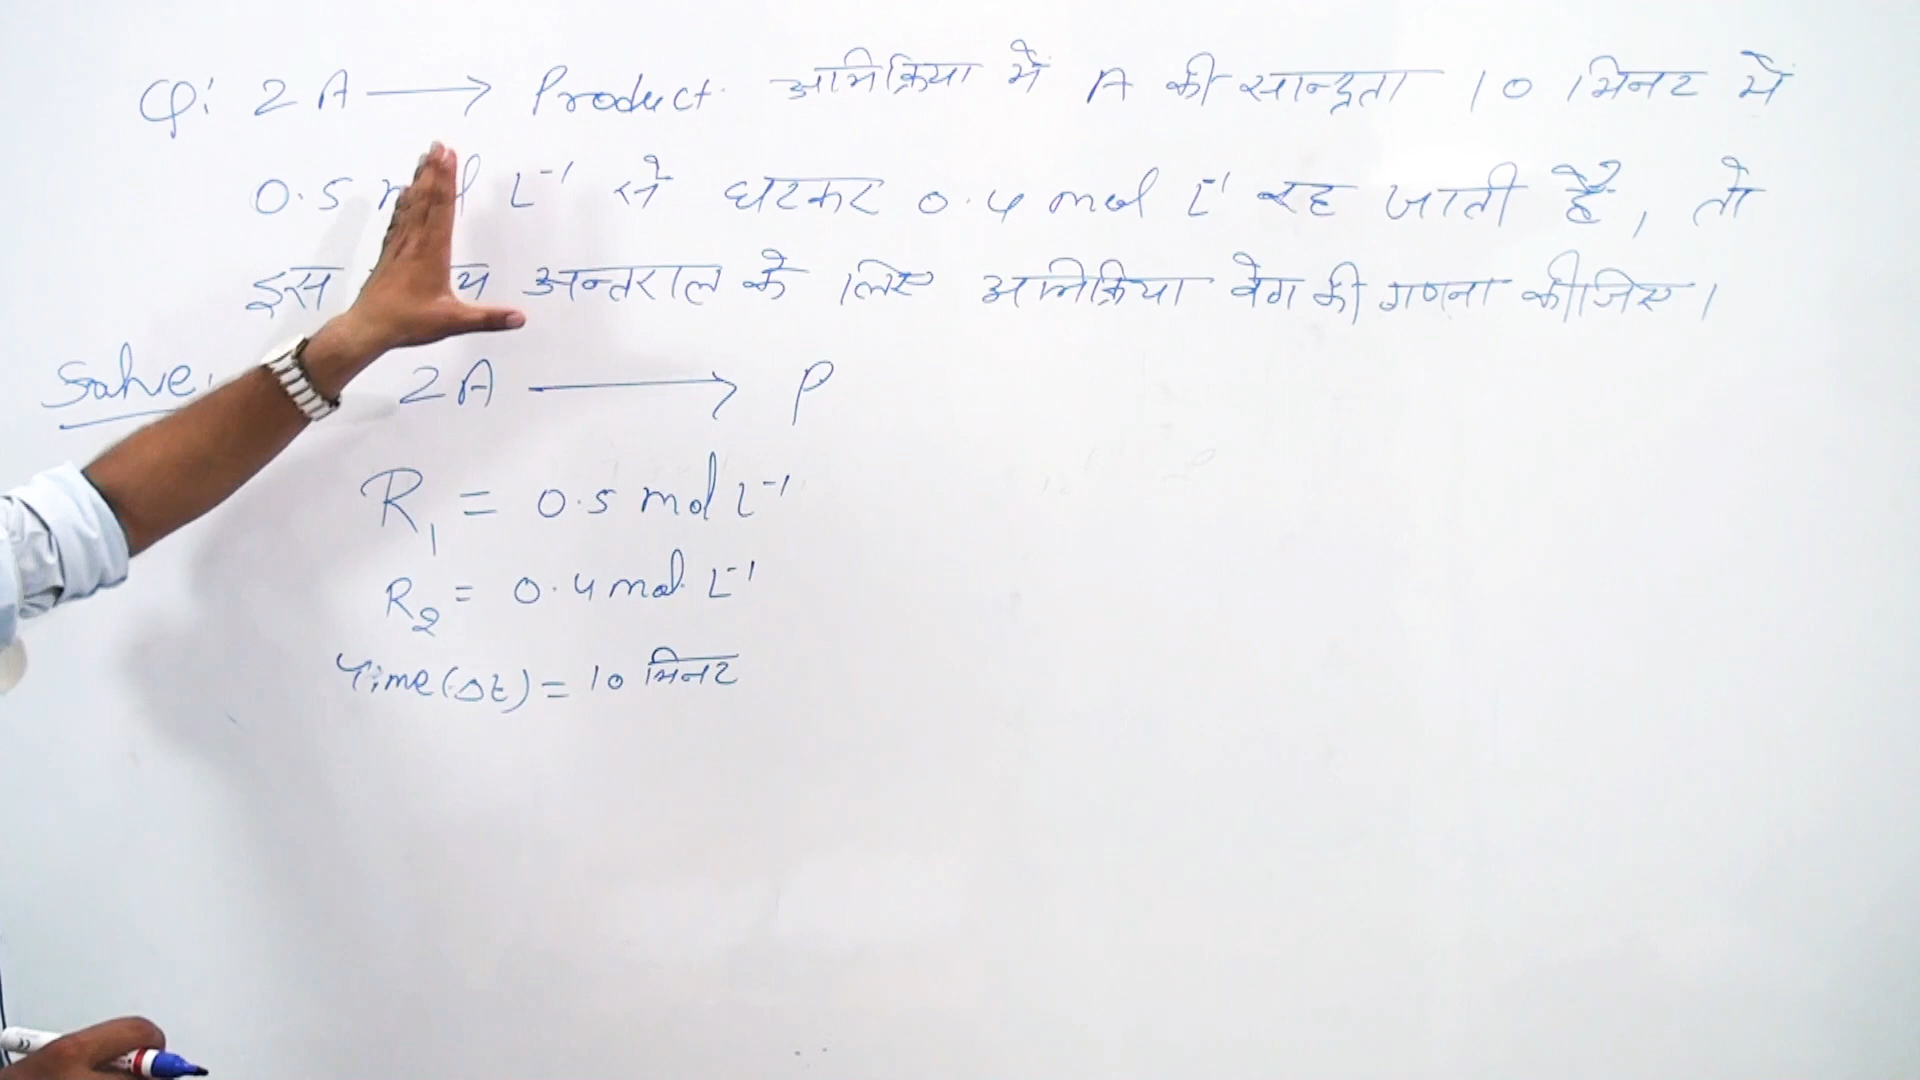 Q: 2A → Product. अभिक्रिया में A की सान्द्रता 10 मिनट में
0.5 L⁻¹ से घटकर 0.4 mol L⁻¹ रह जाती है, तो
इस अन्तराल के लिए अभिक्रिया वेग की गणना कीजिए।
Solve.
2A → P
R₁ = 0.5 mol L⁻¹
R₂ = 0.4 mol L⁻¹
Time(Δt) = 10 मिनट